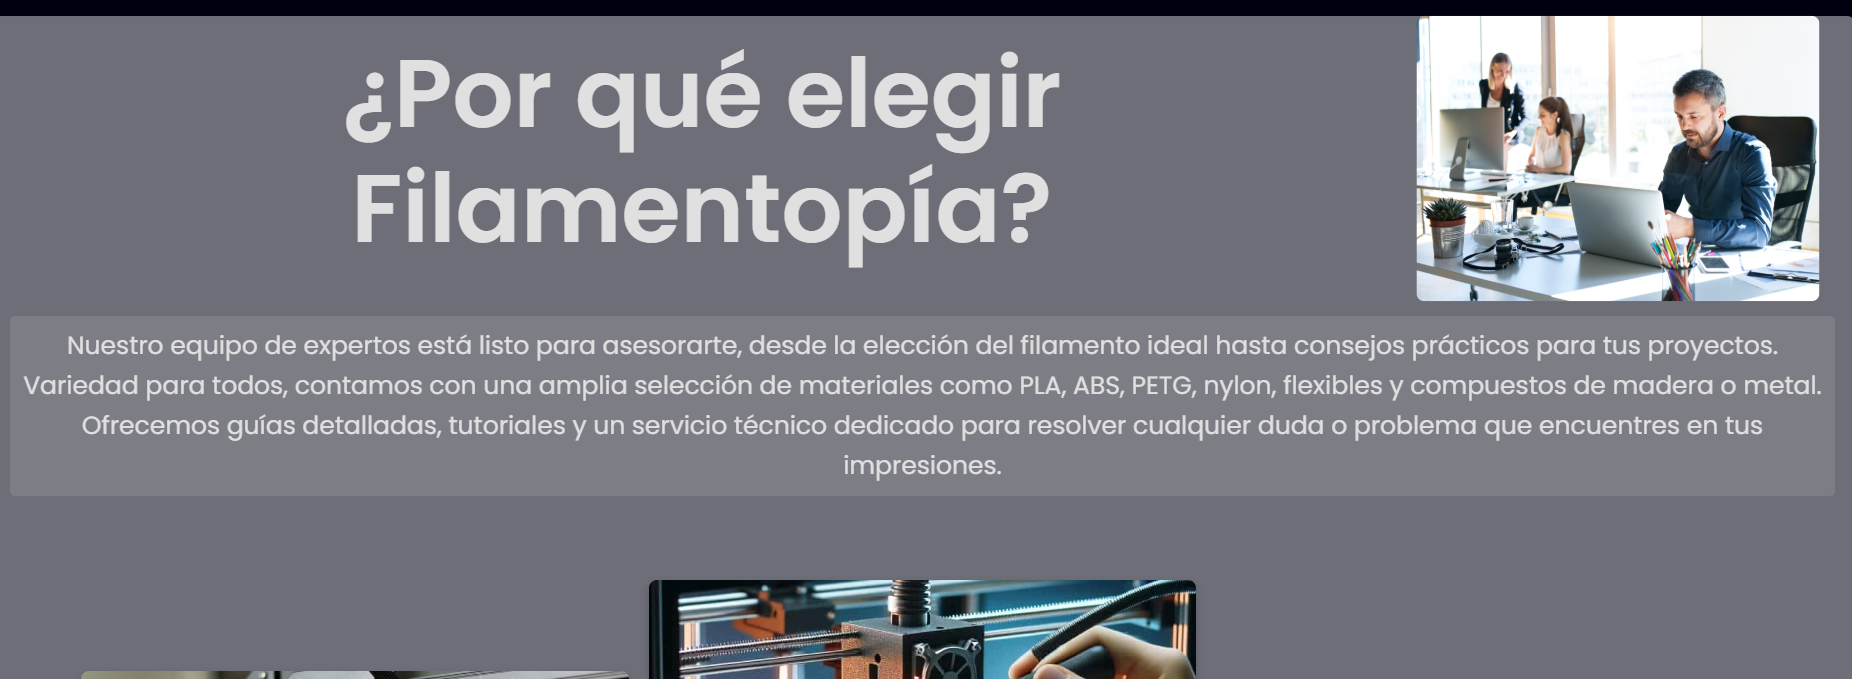 ¿Por qué elegir
Filamentopía?
Nuestro equipo de expertos está listo para asesorarte, desde la elección del filamento ideal hasta consejos prácticos para tus proyectos.
Variedad para todos, contamos con una amplia selección de materiales como PLA, ABS, PETG, nylon, flexibles y compuestos de madera o metal.
Ofrecemos guías detalladas, tutoriales y un servicio técnico dedicado para resolver cualquier duda o problema que encuentres en tus
impresiones.